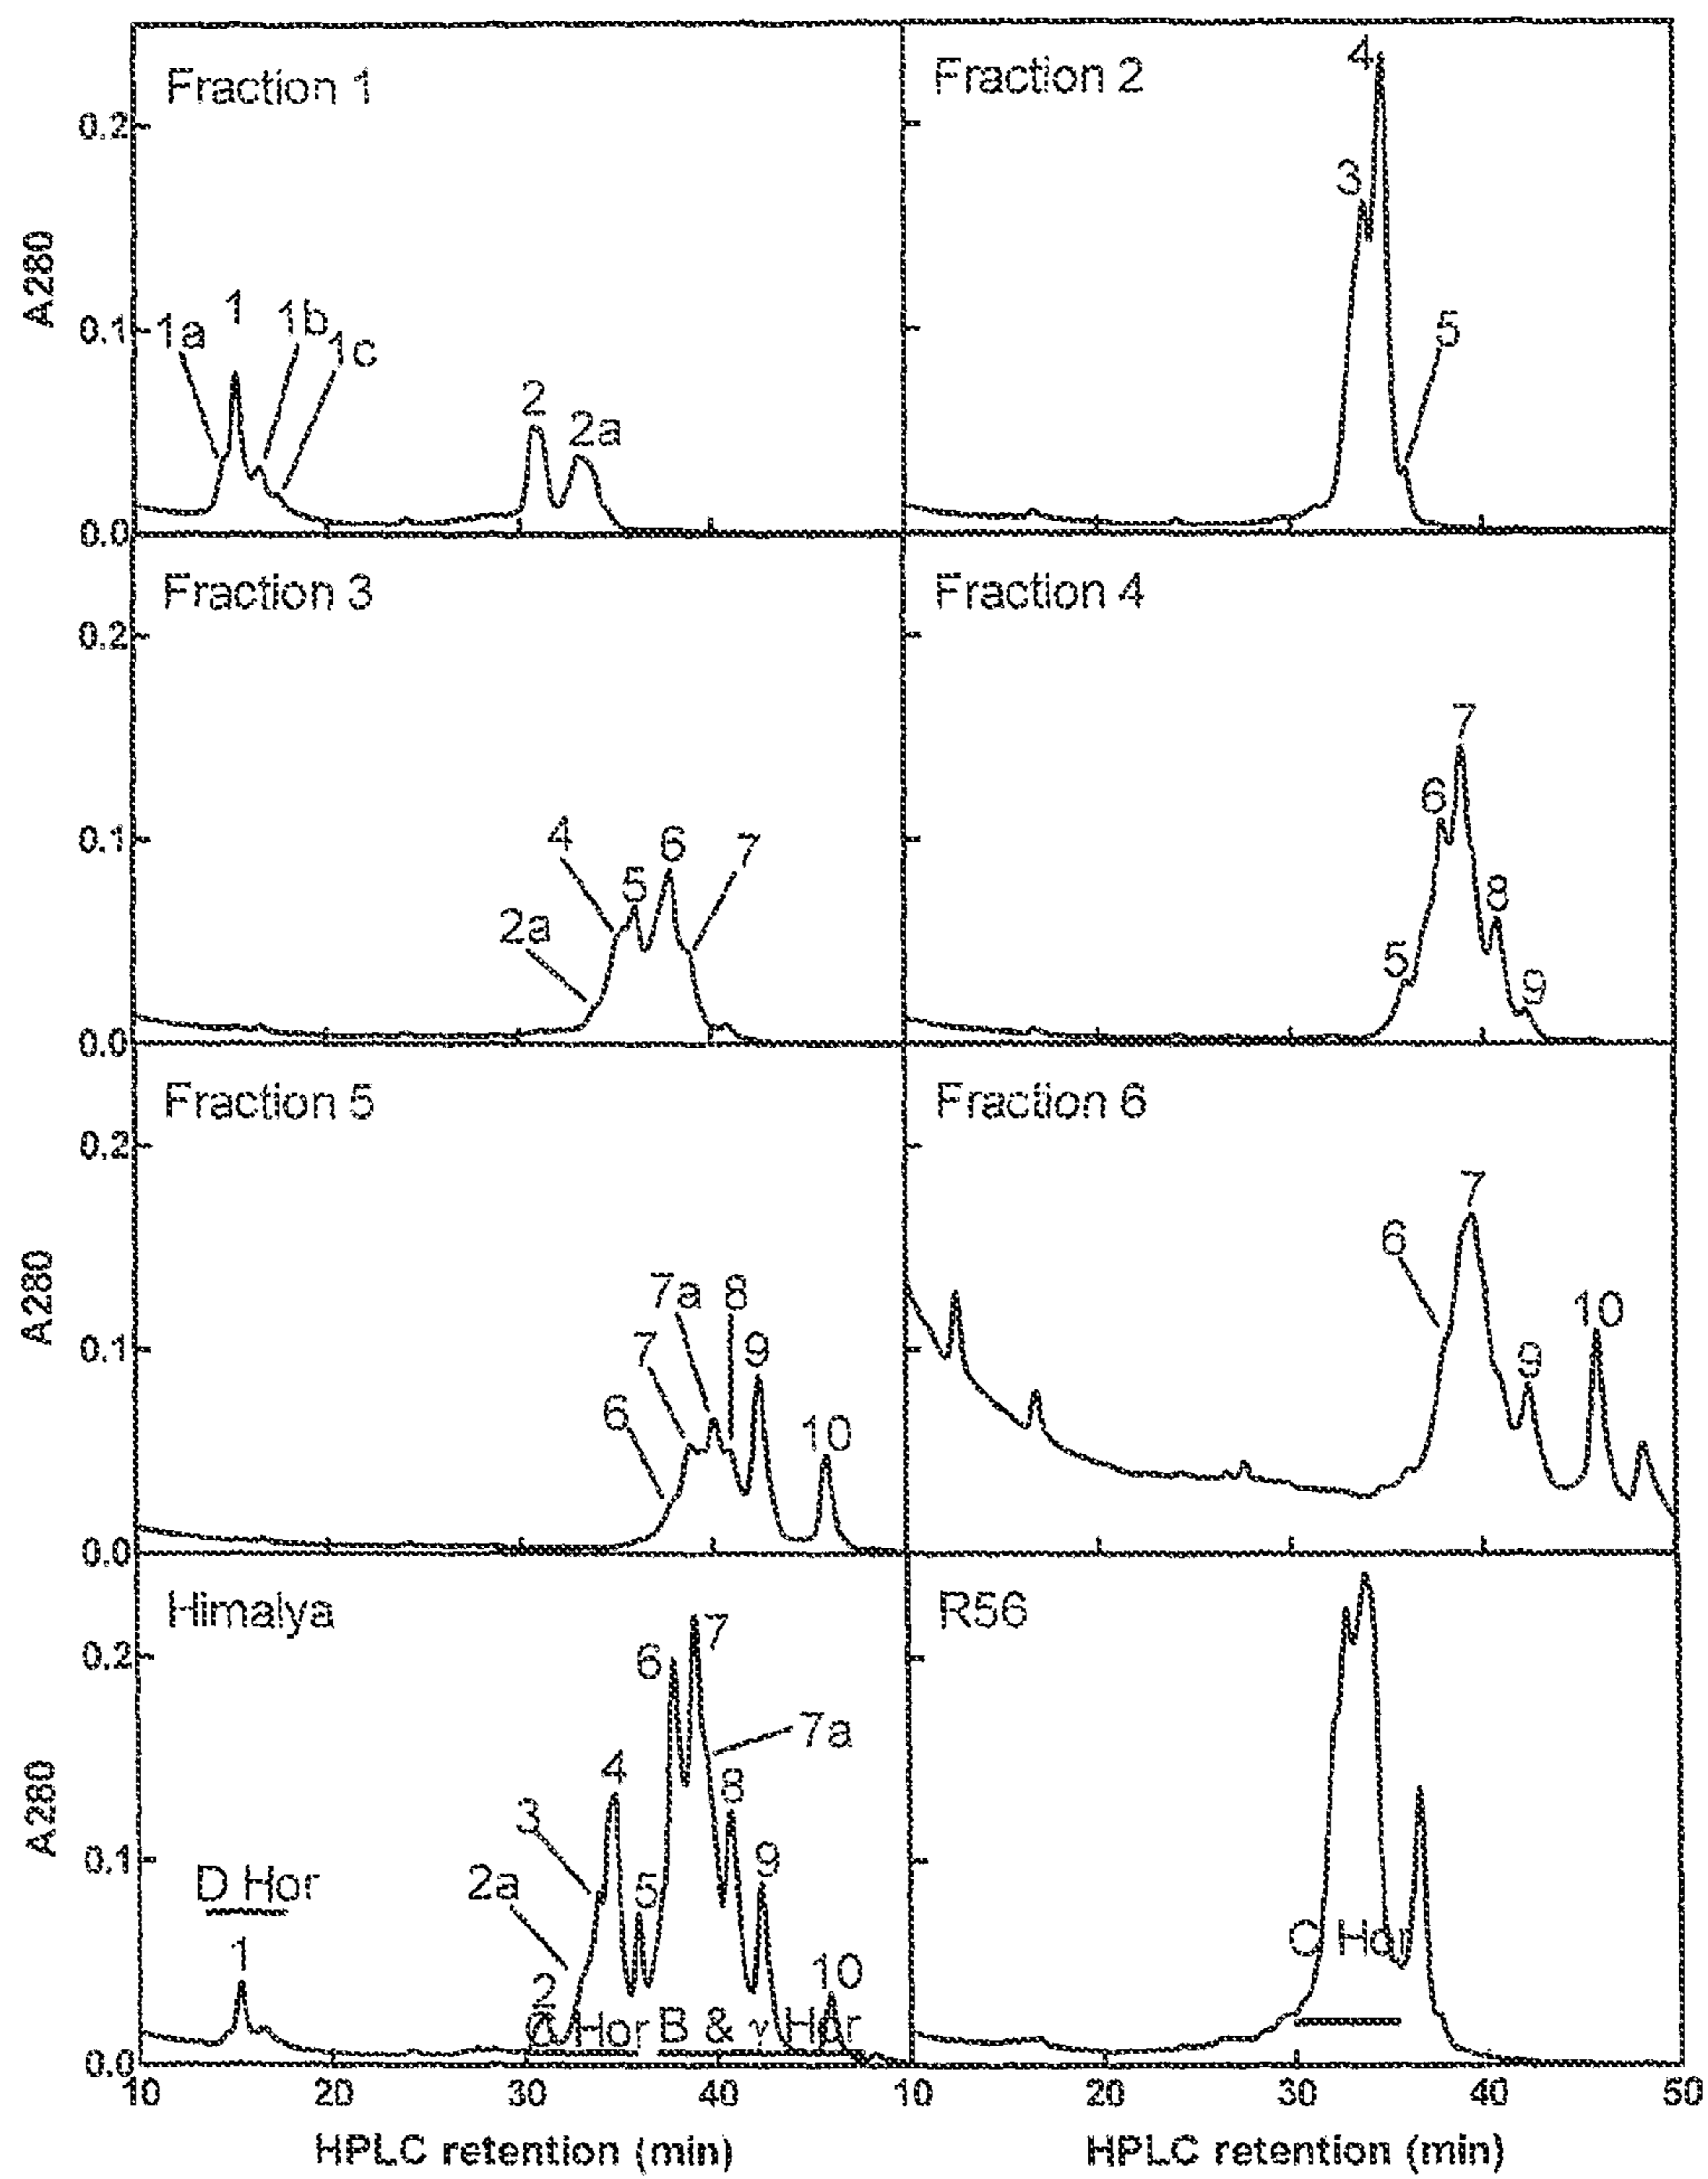 Fraction 1
0.2
A280
0.1
0.0
1a
1
1b
1c
2
2a
Fraction 2
3
4
5
Fraction 3
0.2
0.1
0.0
2a
4
5
6
7
Fraction 4
5
6
7
8
9
Fraction 5
0.2
A280
0.1
0.0
6
7
7a
8
9
10
Fraction 6
6
7
9
10
Himalya
0.2
A280
0.1
0.0
D Hor
1
2
2a
3
4
5
6
7
7a
8
9
10
C Hor
B & γ Hor
R56
C Hor
10 20 30 40 10 20 30 40 50
HPLC retention (min) HPLC retention (min)